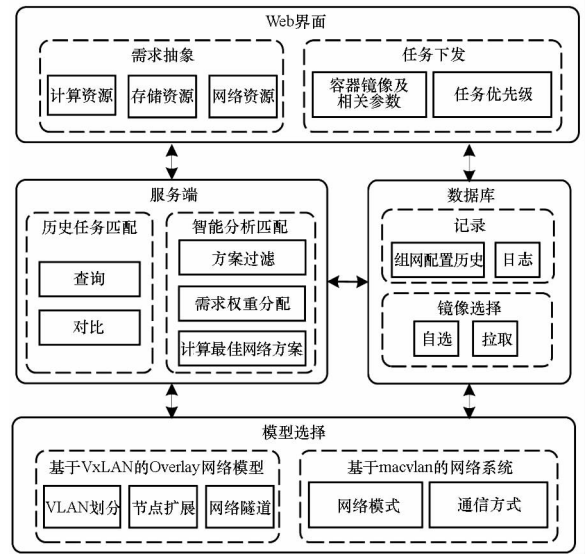 Web界面
需求抽象
计算资源
存储资源
网络资源
任务下发
容器镜像及
相关参数
任务优先级
服务端
历史任务匹配
查询
对比
智能分析匹配
方案过滤
需求权重分配
计算最佳网络方案
数据库
记录
组网配置历史
日志
镜像选择
自选
拉取
模型选择
基于VxLAN的Overlay网络模型
VLAN划分
节点扩展
网络隧道
基于macvlan的网络系统
网络模式
通信方式